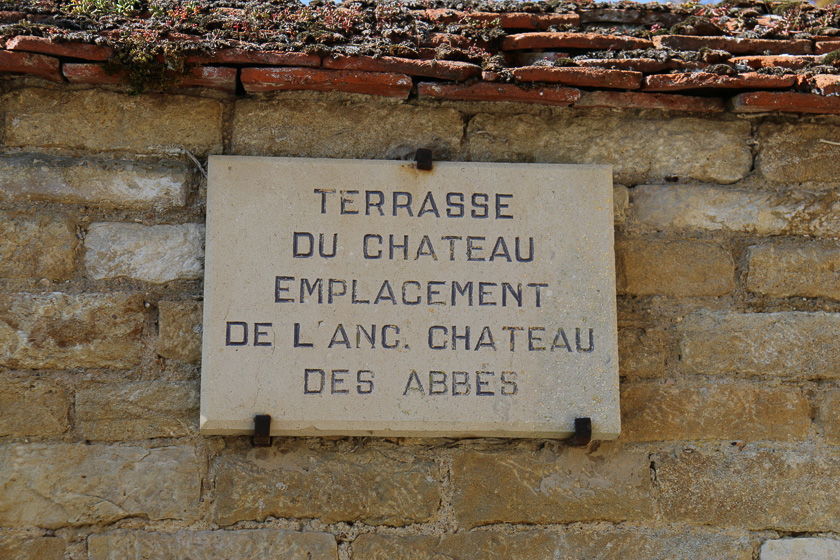 TERRASSE
DU CHATEAU
EMPLACEMENT
DE L'ANC. CHATEAU
DES ABBÉS